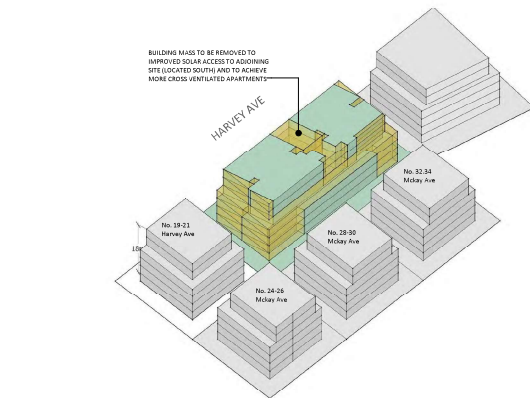 BUILDING MASS TO BE REMOVED TO
IMPROVED SOLAR ACCESS TO ADJOINING
SITE (LOCATED SOUTH) AND TO ACHIEVE
MORE CROSS VENTILATED APARTMENTS
HARVEY AVE
No. 32.34
Mckay Ave
No. 19-21
Harvey Ave
No. 28-30
Mckay Ave
No. 24-26
Mckay Ave